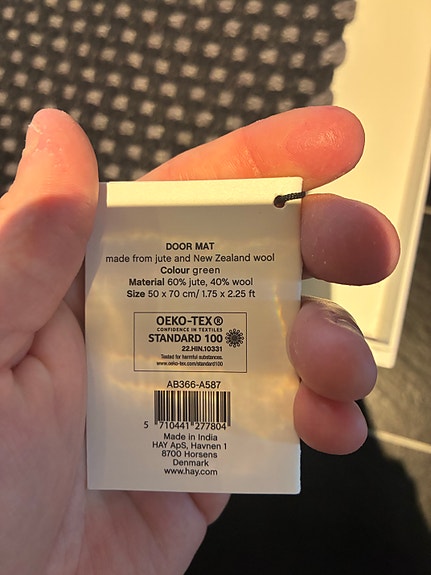 DOOR MAT
made from jute and New Zealand wool
Colour green
Material 60% jute, 40% wool
Size 50 x 70 cm/ 1.75 x 2.25 ft
OEKO-TEX®
CONFIDENCE IN TEXTILES
STANDARD 100
22.HIN.10331
Tested for harmful substances.
www.oeko-tex.com/standard100
AB366-A587
5 710441 277804
Made in India
HAY ApS, Havnen 1
8700 Horsens
Denmark
www.hay.com